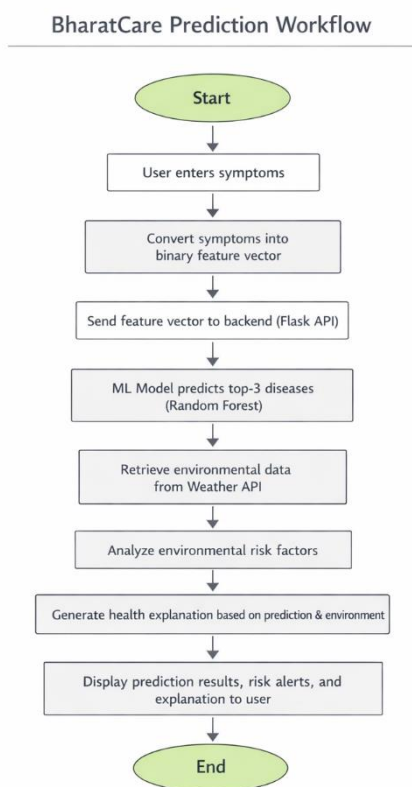 BharatCare Prediction Workflow
Start
User enters symptoms
Convert symptoms into
binary feature vector
Send feature vector to backend (Flask API)
ML Model predicts top-3 diseases
(Random Forest)
Retrieve environmental data
from Weather API
Analyze environmental risk factors
Generate health explanation based on prediction & environment
Display prediction results, risk alerts, and
explanation to user
End